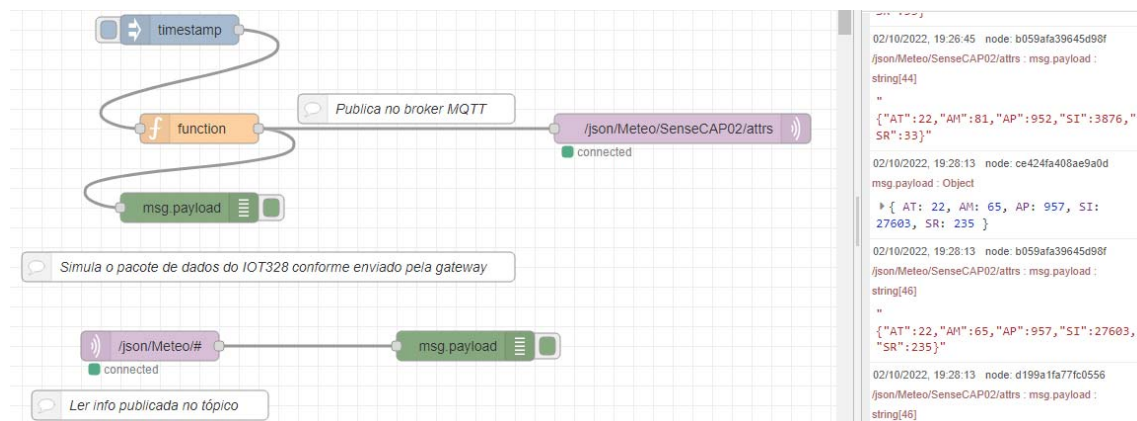 timestamp
Publica no broker MQTT
function
/json/Meteo/SenseCAP02/attrs
connected
msg.payload
Simula o pacote de dados do IOT328 conforme enviado pela gateway
/json/Meteo/#
msg.payload
connected
Ler info publicada no tópico
02/10/2022, 19:26:45 node: b059afa39645d98f
/json/Meteo/SenseCAP02/attrs : msg.payload :
string[44]
"
{"AT":22,"AM":81,"AP":952,"SI":3876,"
SR":33}"
02/10/2022, 19:28:13 node: ce424fa408ae9a0d
msg.payload : Object
{ AT: 22, AM: 65, AP: 957, SI:
27603, SR: 235 }
02/10/2022, 19:28:13 node: b059afa39645d98f
/json/Meteo/SenseCAP02/attrs : msg.payload :
string[46]
"
{"AT":22,"AM":65,"AP":957,"SI":27603,
"SR":235}"
02/10/2022, 19:28:13 node: d199a1fa77fc0556
/json/Meteo/SenseCAP02/attrs : msg.payload :
string[46]